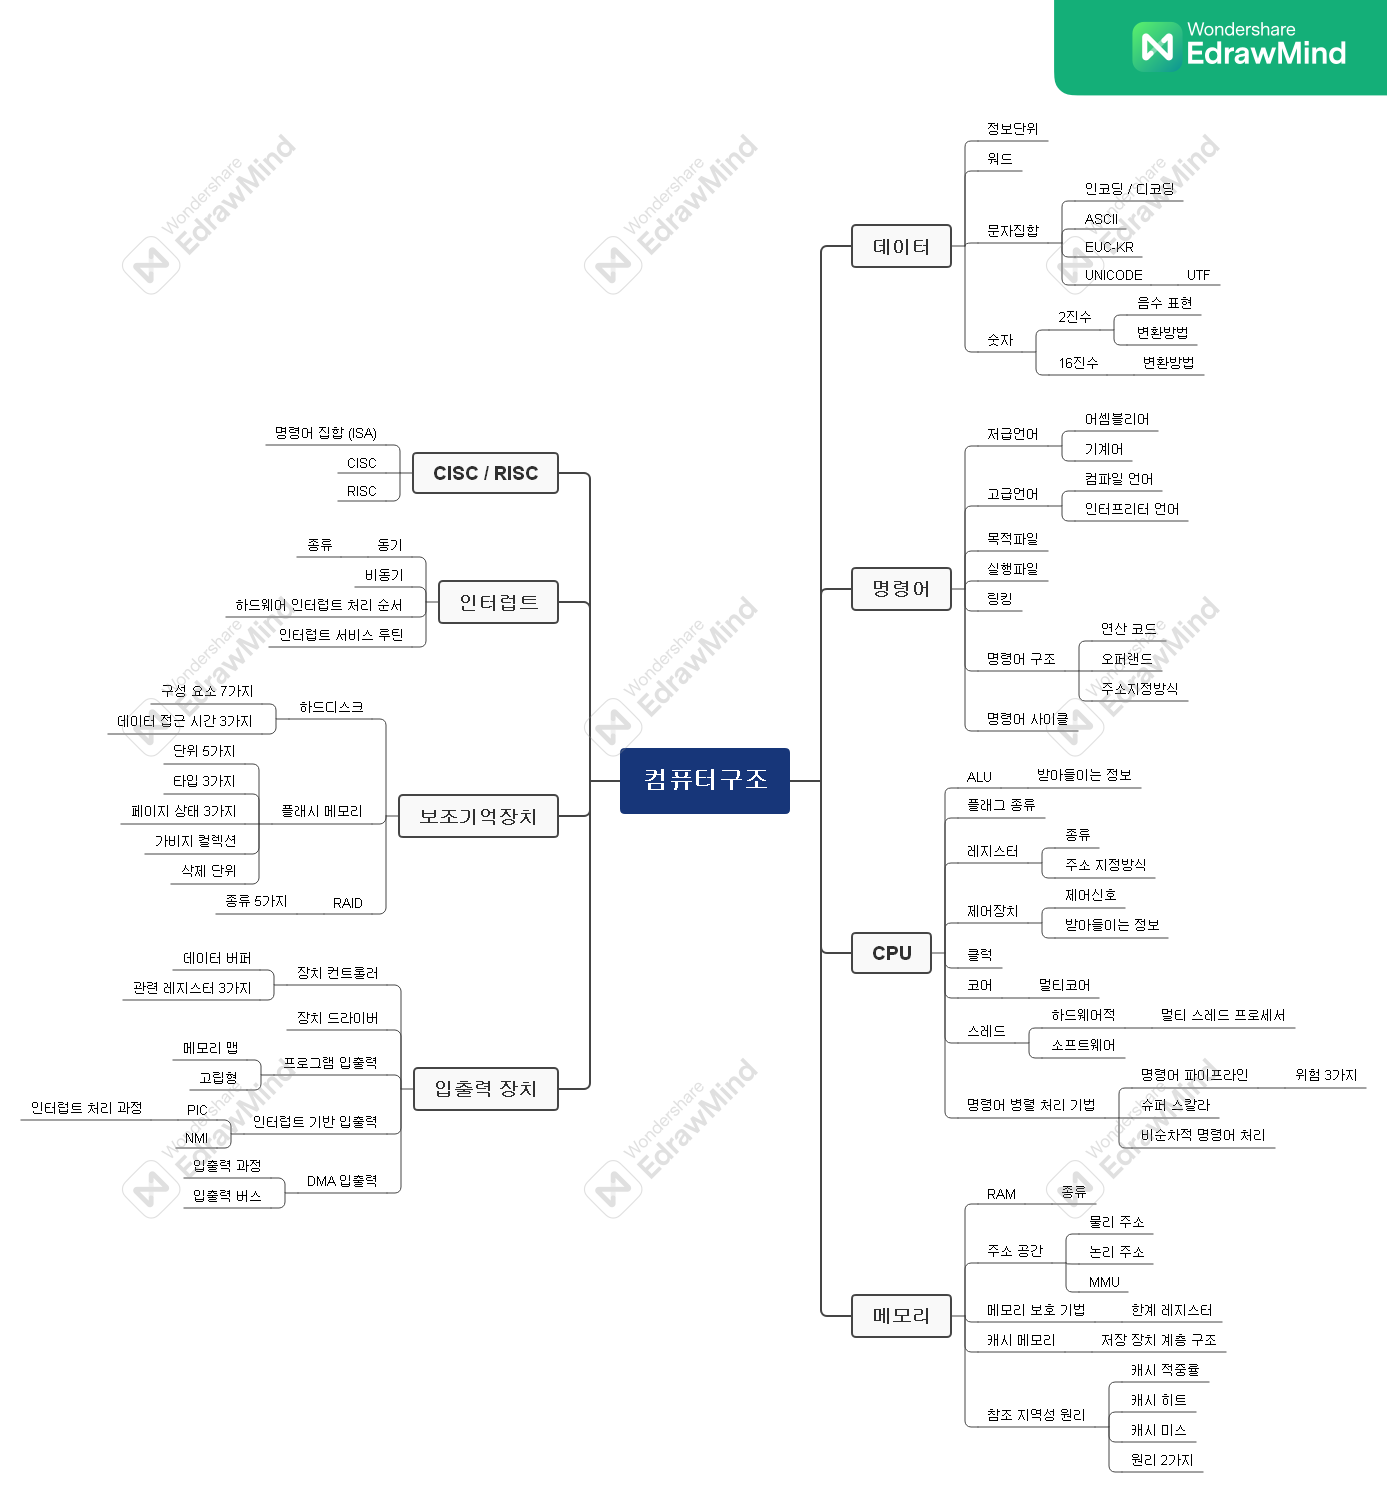 Wondershare
EdrawMind
컴퓨터구조
데이터
정보단위
워드
문자집합
인코딩 / 디코딩
ASCII
EUC-KR
UNICODE
UTF
숫자
2진수
음수 표현
변환방법
16진수
변환방법
명령어
저급언어
어셈블리어
기계어
고급언어
컴파일 언어
인터프리터 언어
목적파일
실행파일
링킹
명령어 구조
연산 코드
오퍼랜드
주소지정방식
명령어 사이클
CPU
ALU
받아들이는 정보
플래그 종류
레지스터
종류
주소 지정방식
제어장치
제어신호
받아들이는 정보
클럭
코어
멀티코어
스레드
하드웨어적
멀티 스레드 프로세서
소프트웨어
명령어 병렬 처리 기법
명령어 파이프라인
위험 3가지
슈퍼 스칼라
비순차적 명령어 처리
메모리
RAM
종류
주소 공간
물리 주소
논리 주소
MMU
메모리 보호 기법
한계 레지스터
캐시 메모리
저장 장치 계층 구조
참조 지역성 원리
캐시 적중률
캐시 히트
캐시 미스
원리 2가지
CISC / RISC
명령어 집합 (ISA)
CISC
RISC
인터럽트
동기
종류
비동기
하드웨어 인터럽트 처리 순서
인터럽트 서비스 루틴
보조기억장치
하드디스크
구성 요소 7가지
데이터 접근 시간 3가지
플래시 메모리
단위 5가지
타입 3가지
페이지 상태 3가지
가비지 컬렉션
삭제 단위
RAID
종류 5가지
입출력 장치
장치 컨트롤러
데이터 버퍼
관련 레지스터 3가지
장치 드라이버
프로그램 입출력
메모리 맵
고립형
인터럽트 기반 입출력
PIC
인터럽트 처리 과정
NMI
DMA 입출력
입출력 과정
입출력 버스
Wondershare
EdrawMind
Wondershare
EdrawMind
Wondershare
EdrawMind
Wondershare
EdrawMind
Wondershare
EdrawMind
Wondershare
EdrawMind
Wondershare
EdrawMind
Wondershare
EdrawMind
Wondershare
EdrawMind